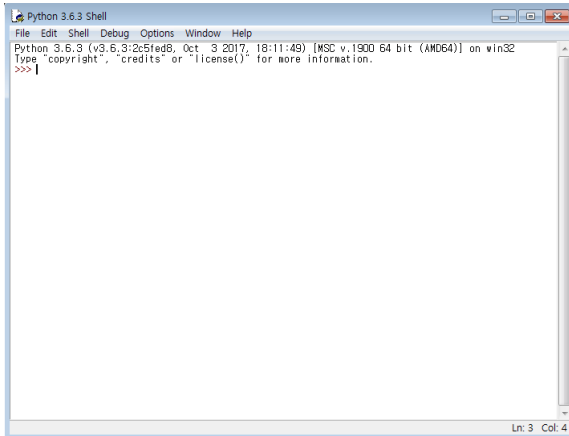 Python 3.6.3 Shell
File Edit Shell Debug Options Window Help
Python 3.6.3 (v3.6.3:2c5fed8, Oct  3 2017, 18:11:49) [MSC v.1900 64 bit (AMD64)] on win32
Type "copyright", "credits" or "license()" for more information.
>>>
Ln: 3 Col: 4